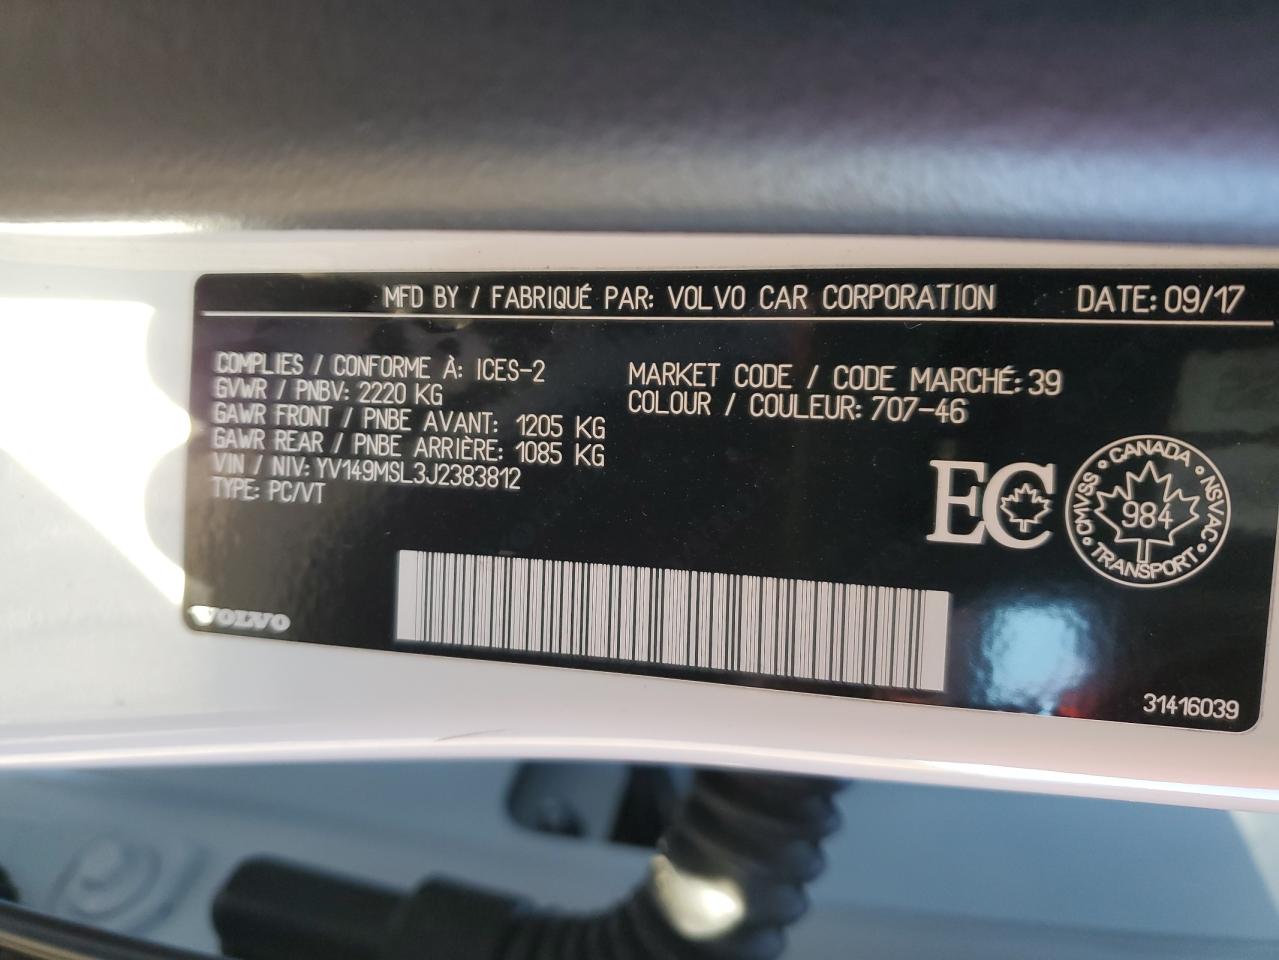 MFD BY / FABRIQUÉ PAR: VOLVO CAR CORPORATION DATE: 09/17
COMPLIES / CONFORME À: ICES-2
GVWR / PNBV: 2220 KG
GAWR FRONT / PNBE AVANT: 1205 KG
GAWR REAR / PNBE ARRIÈRE: 1085 KG
VIN / NIV: YV149MSL3J2383812
TYPE: PC/VT
MARKET CODE / CODE MARCHÉ: 39
COLOUR / COULEUR: 707-46
EC
CANADA
CMVSS
NSVAC
984
TRANSPORT
VOLVO
31416039